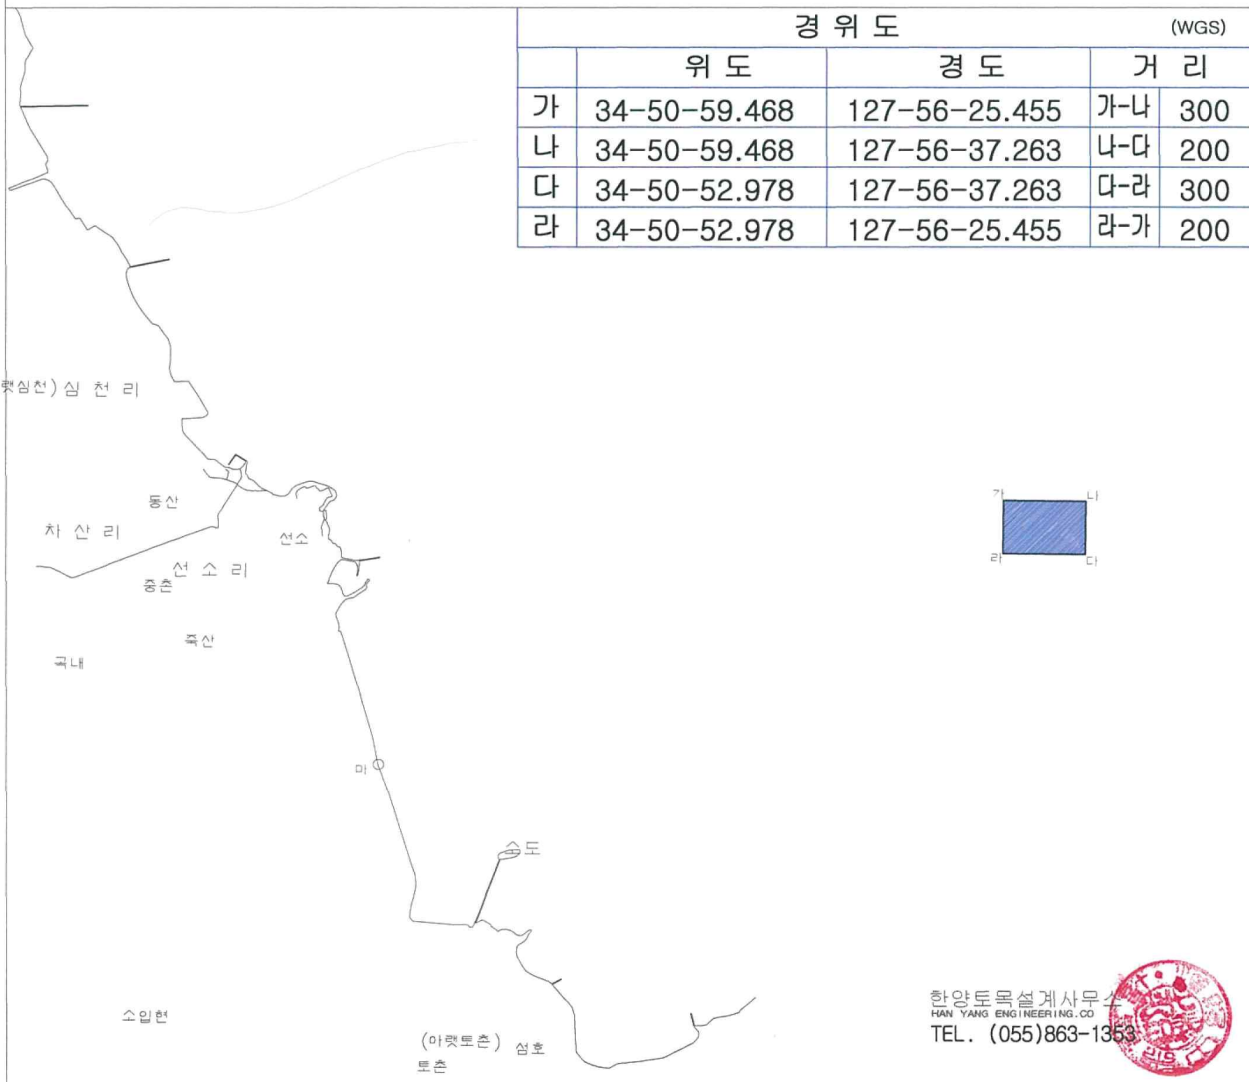 경 위 도 (WGS)
위 도 경 도 거 리
가 34-50-59.468 127-56-25.455 가-나 300
나 34-50-59.468 127-56-37.263 나-다 200
다 34-50-52.978 127-56-37.263 다-라 300
라 34-50-52.978 127-56-25.455 라-가 200
랫심천) 심 천 리
동산
차 산 리
선소
선 소 리
중촌
죽산
국내
가 나
라 다
마
소도
소입현
(아랫토촌) 섬호
토촌
한양토목설계사무소
HAN YANG ENGINEERING.CO
TEL. (055)863-1353